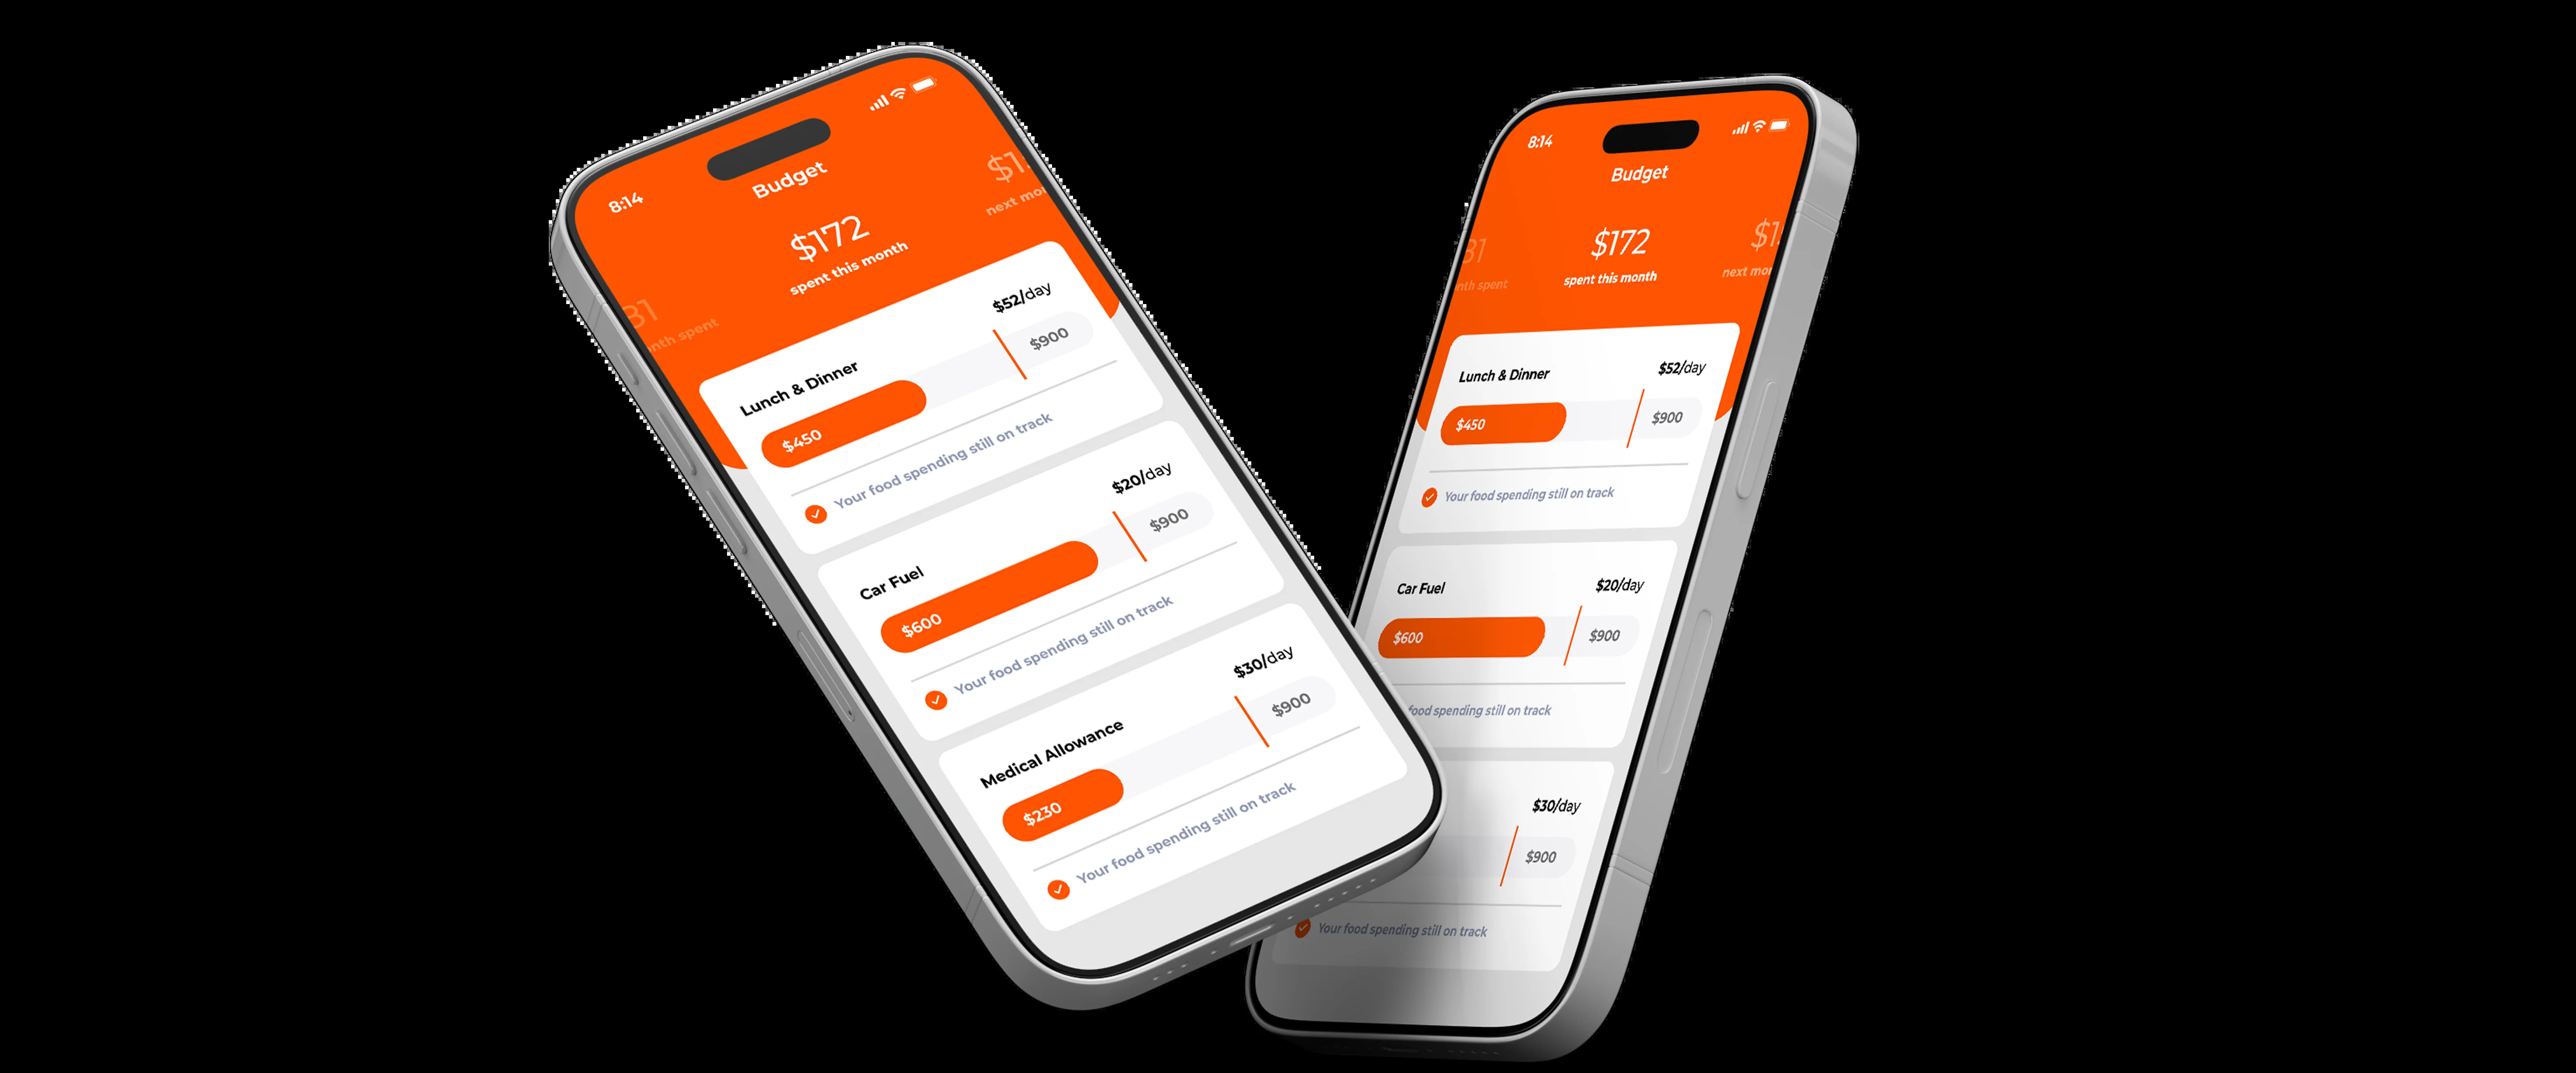 8:14
Budget
$172
spent this month
$1
next
31
nth spent
Lunch & Dinner
$52/day
$450
$900
Your food spending still on track
Car Fuel
$20/day
$600
$900
Your food spending still on track
Medical Allowance
$30/day
$230
$900
Your food spending still on track
8:14
Budget
31
nth spent
$172
spent this month
$1
next
Lunch & Dinner
$52/day
$450
$900
Your food spending still on track
Car Fuel
$20/day
$600
$900
food spending still on track
$30/day
$900
Your food spending still on track